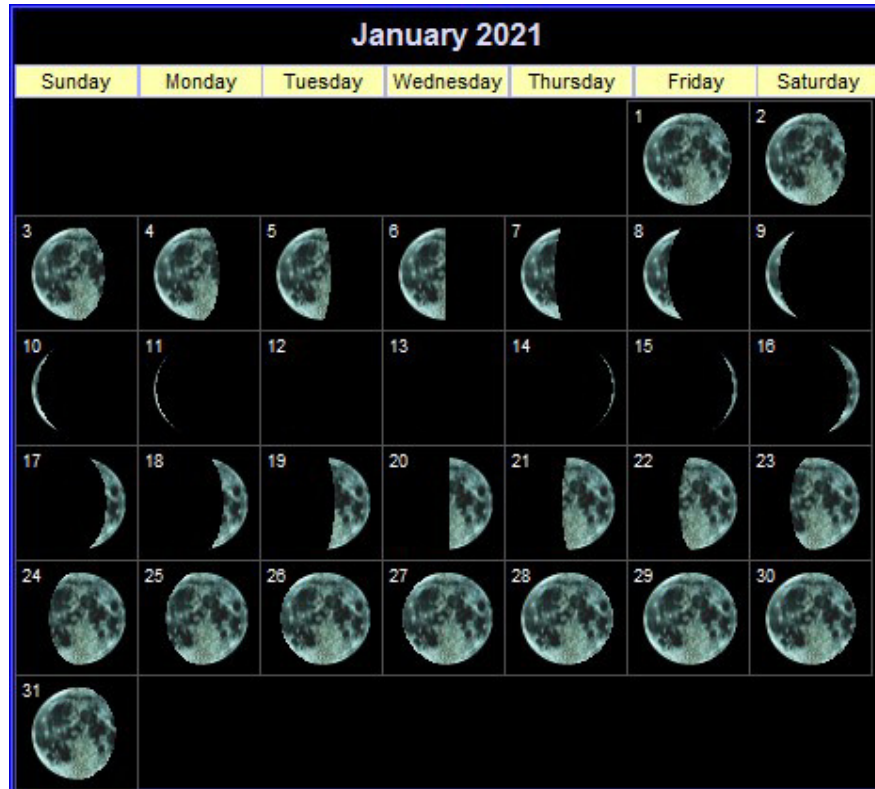 January 2021
Sunday Monday Tuesday Wednesday Thursday Friday Saturday
1 2
3 4 5 6 7 8 9
10 11 12 13 14 15 16
17 18 19 20 21 22 23
24 25 26 27 28 29 30
31